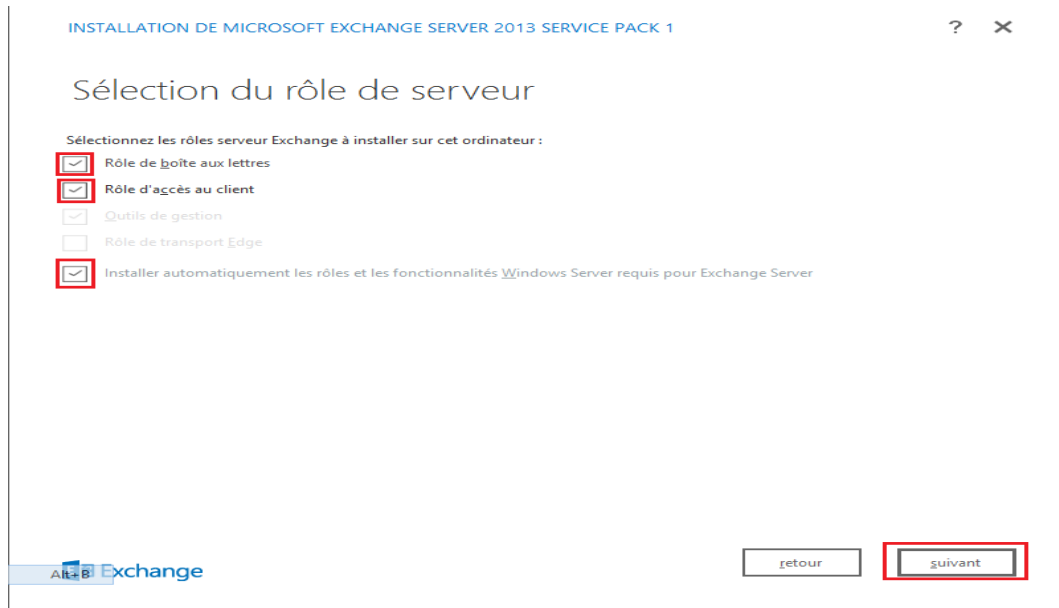 INSTALLATION DE MICROSOFT EXCHANGE SERVER 2013 SERVICE PACK 1 ? ✕
Sélection du rôle de serveur
Sélectionnez les rôles serveur Exchange à installer sur cet ordinateur :
Rôle de boîte aux lettres
Rôle d'accès au client
Outils de gestion
Rôle de transport Edge
Installer automatiquement les rôles et les fonctionnalités Windows Server requis pour Exchange Server
Alt+B Exchange
retour
suivant